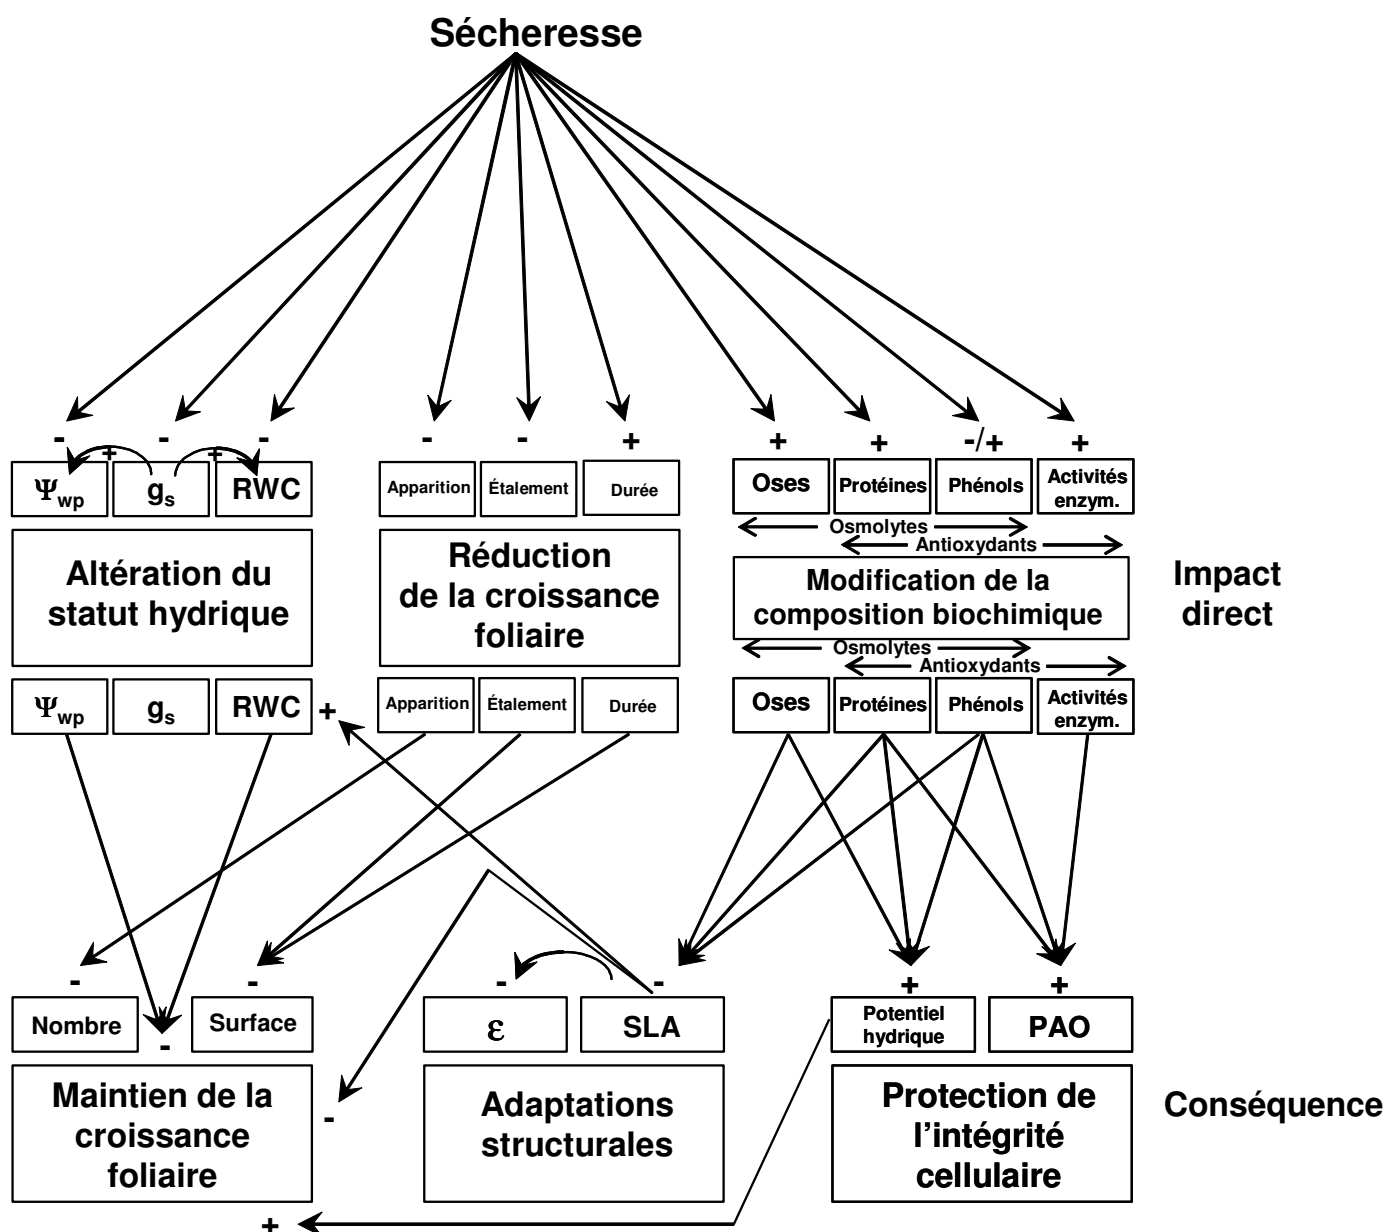 Sécheresse
- - - - - + + + -/+ +
+ +
Ψwp gs RWC Apparition Étalement Durée Oses Protéines Phénols Activités enzym.
Osmolytes
Antioxydants
Altération du
statut hydrique
Réduction
de la croissance
foliaire
Modification de la
composition biochimique
Impact
direct
Osmolytes
Antioxydants
Ψwp gs RWC + Apparition Étalement Durée Oses Protéines Phénols Activités enzym.
- - - - + +
Nombre - Surface ε SLA Potentiel hydrique PAO
Maintien de la
croissance
foliaire
-
Adaptations
structurales
Protection de
l'intégrité
cellulaire
Conséquence
+